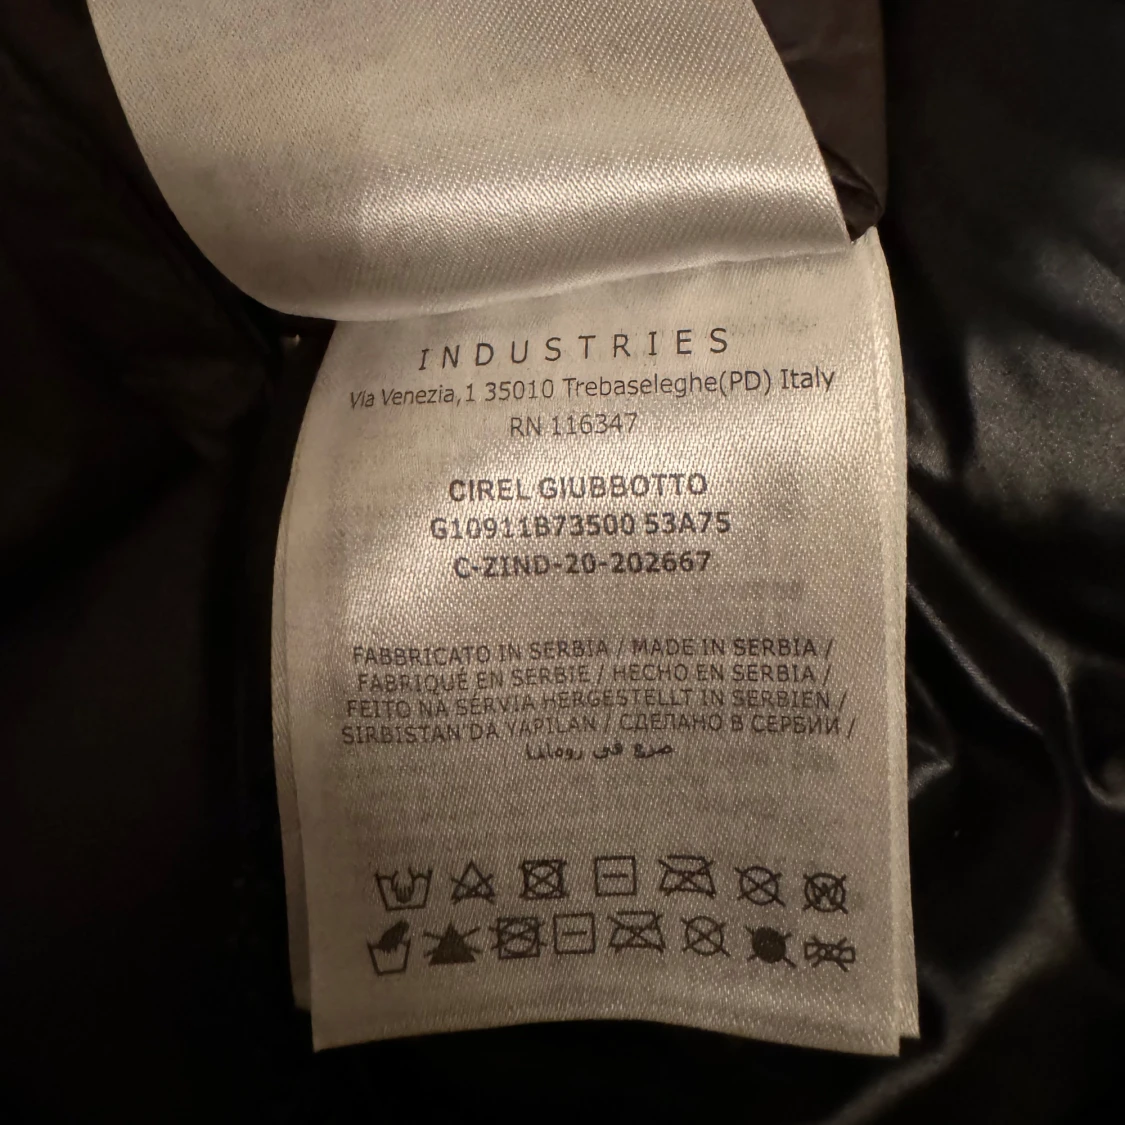 INDUSTRIES
Via Venezia,1 35010 Trebaseleghe(PD) Italy
RN 116347
CIREL GIUBBOTTO
G10911B73500 53A75
C-ZIND-20-202667
FABBRICATO IN SERBIA / MADE IN SERBIA /
FABRIQUÉ EN SERBIE / HECHO EN SERBIA /
FEITO NA SÉRVIA HERGESTELLT IN SERBIEN /
SIRBISTAN'DA YAPILAN / СДЕЛАНО В СЕРБИИ /
صرع في رومانيا